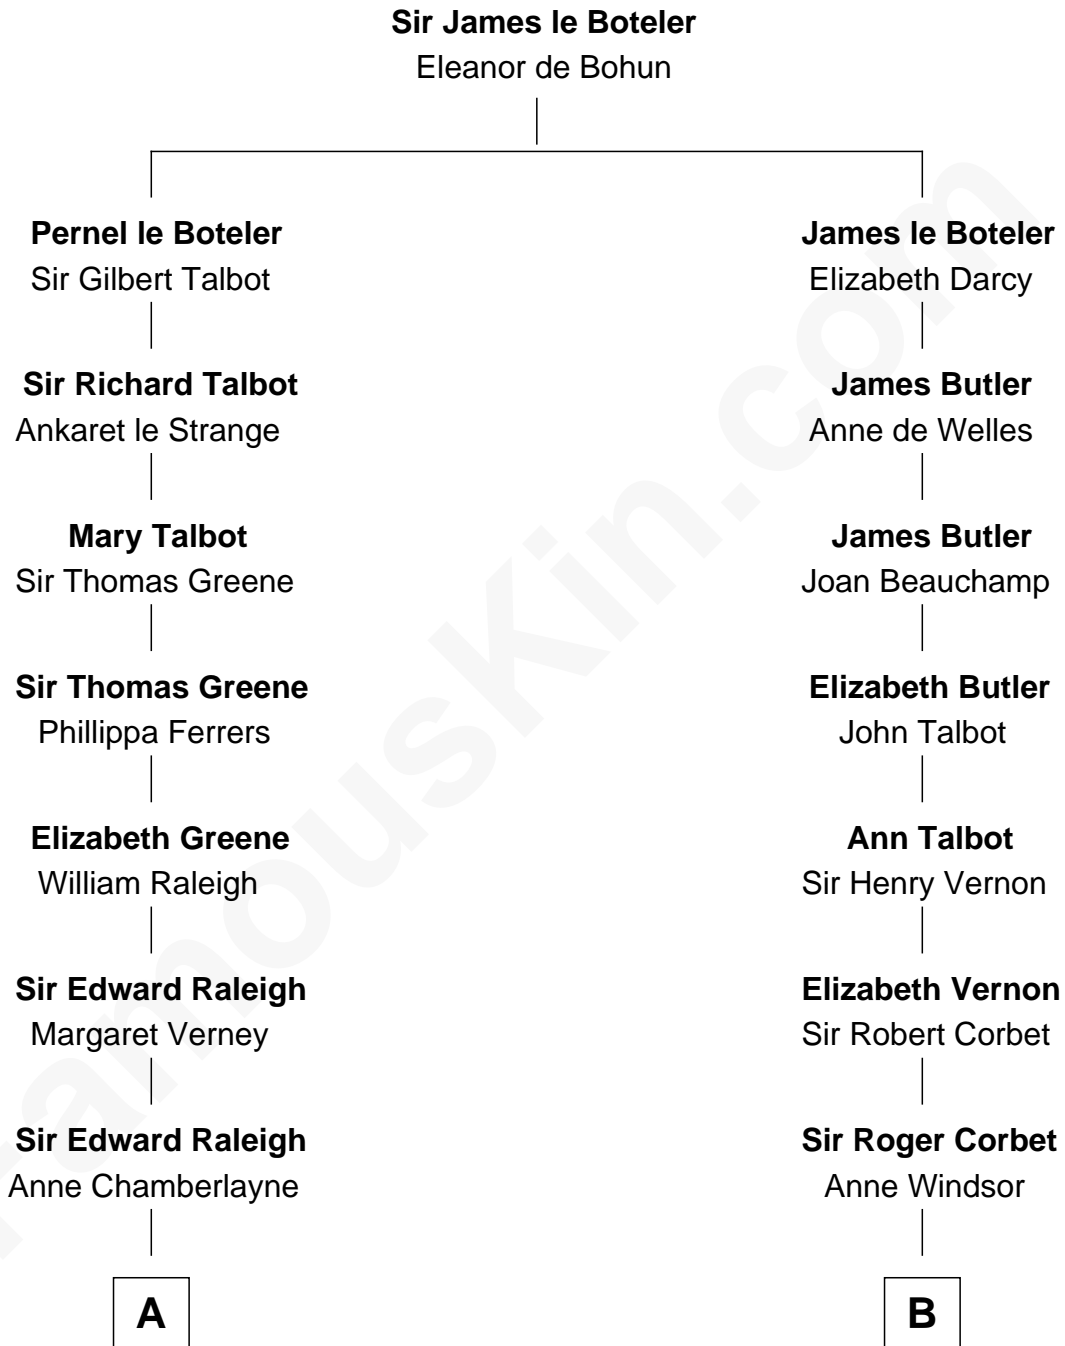 Sir James le Boteler
Eleanor de Bohun
Pernel le Boteler
Sir Gilbert Talbot
James le Boteler
Elizabeth Darcy
Sir Richard Talbot
Ankaret le Strange
James Butler
Anne de Welles
Mary Talbot
Sir Thomas Greene
James Butler
Joan Beauchamp
Sir Thomas Greene
Phillippa Ferrers
Elizabeth Butler
John Talbot
Elizabeth Greene
William Raleigh
Ann Talbot
Sir Henry Vernon
Sir Edward Raleigh
Margaret Verney
Elizabeth Vernon
Sir Robert Corbet
Sir Edward Raleigh
Anne Chamberlayne
Sir Roger Corbet
Anne Windsor
A
B
FamousKin.com